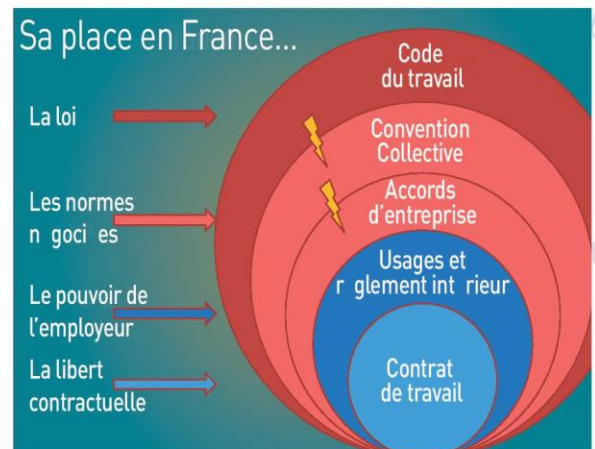 Sa place en France...
La loi
Les normes
n goci es
Le pouvoir de
l'employeur
La libert
contractuelle
Code
du travail
Convention
Collective
Accords
d'entreprise
Usages et
r glement int rieur
Contrat
de travail